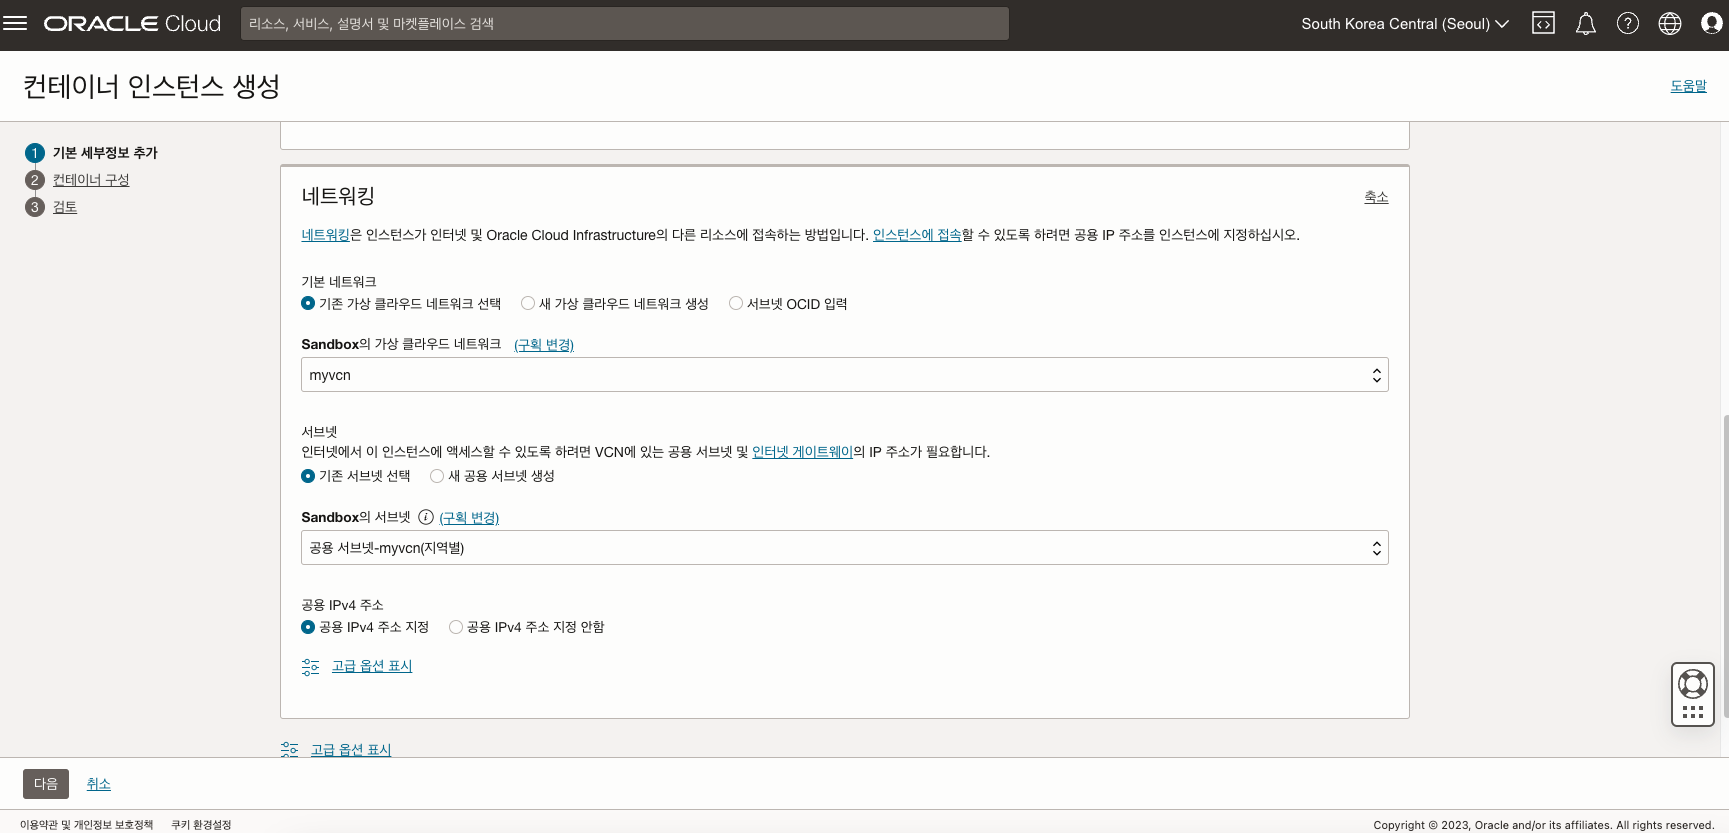 ORACLE Cloud
리소스, 서비스, 설명서 및 마켓플레이스 검색
South Korea Central (Seoul)
컨테이너 인스턴스 생성
도움말
1 기본 세부정보 추가
2 컨테이너 구성
3 검토
네트워킹
축소
네트워킹은 인스턴스가 인터넷 및 Oracle Cloud Infrastructure의 다른 리소스에 접속하는 방법입니다. 인스턴스에 접속할 수 있도록 하려면 공용 IP 주소를 인스턴스에 지정하십시오.
기본 네트워크
기존 가상 클라우드 네트워크 선택 새 가상 클라우드 네트워크 생성 서브넷 OCID 입력
Sandbox의 가상 클라우드 네트워크 (구획 변경)
myvcn
서브넷
인터넷에서 이 인스턴스에 액세스할 수 있도록 하려면 VCN에 있는 공용 서브넷 및 인터넷 게이트웨이의 IP 주소가 필요합니다.
기존 서브넷 선택 새 공용 서브넷 생성
Sandbox의 서브넷 (구획 변경)
공용 서브넷-myvcn(지역별)
공용 IPv4 주소
공용 IPv4 주소 지정 공용 IPv4 주소 지정 안함
고급 옵션 표시
고급 옵션 표시
다음 취소
이용약관 및 개인정보 보호정책 쿠키 환경설정
Copyright © 2023, Oracle and/or its affiliates. All rights reserved.